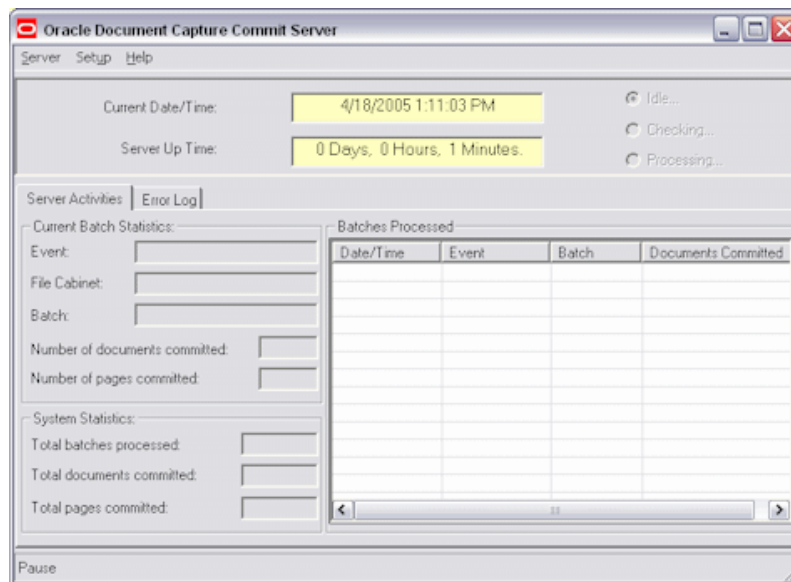 Oracle Document Capture Commit Server
Server Setup Help
Current Date/Time: 4/18/2005 1:11:03 PM
Server Up Time: 0 Days, 0 Hours, 1 Minutes.
Idle...
Checking...
Processing...
Server Activities Error Log
Current Batch Statistics:
Event:
File Cabinet:
Batch:
Number of documents committed:
Number of pages committed:
System Statistics:
Total batches processed:
Total documents committed:
Total pages committed:
Batches Processed
Date/Time Event Batch Documents Committed
Pause